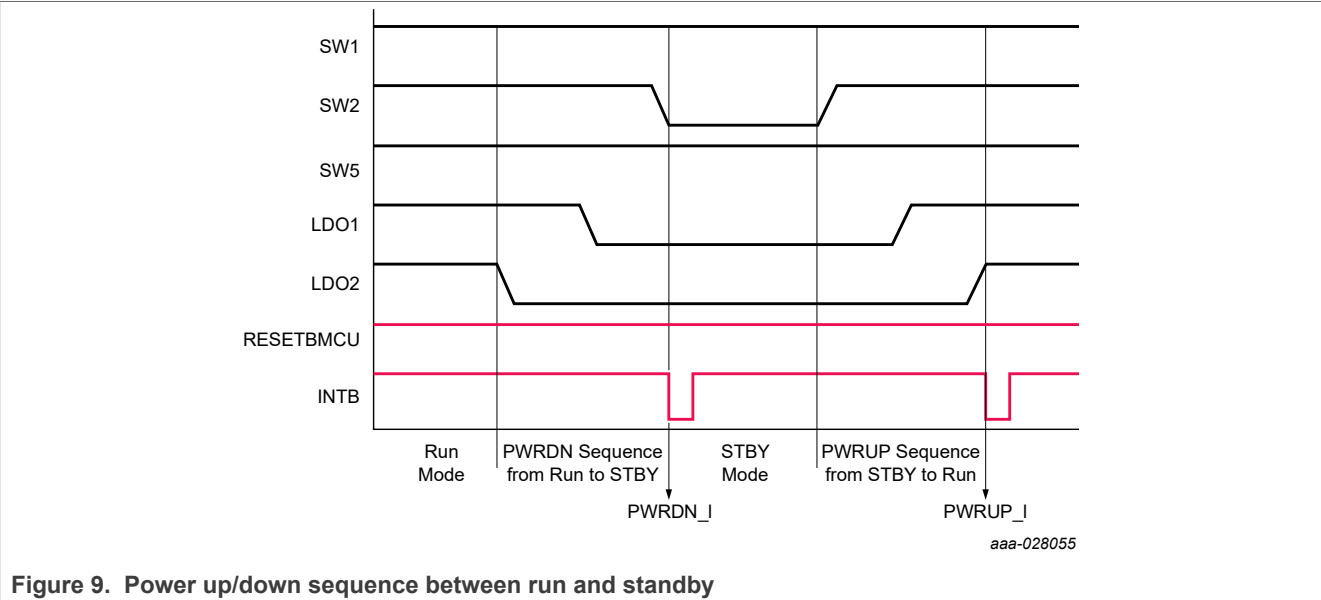 SW1
SW2
SW5
LDO1
LDO2
RESETBMCU
INTB
Run
Mode
PWRDN Sequence
from Run to STBY
STBY
Mode
PWRUP Sequence
from STBY to Run
PWRDN_I
PWRUP_I
aaa-028055
Figure 9. Power up/down sequence between run and standby